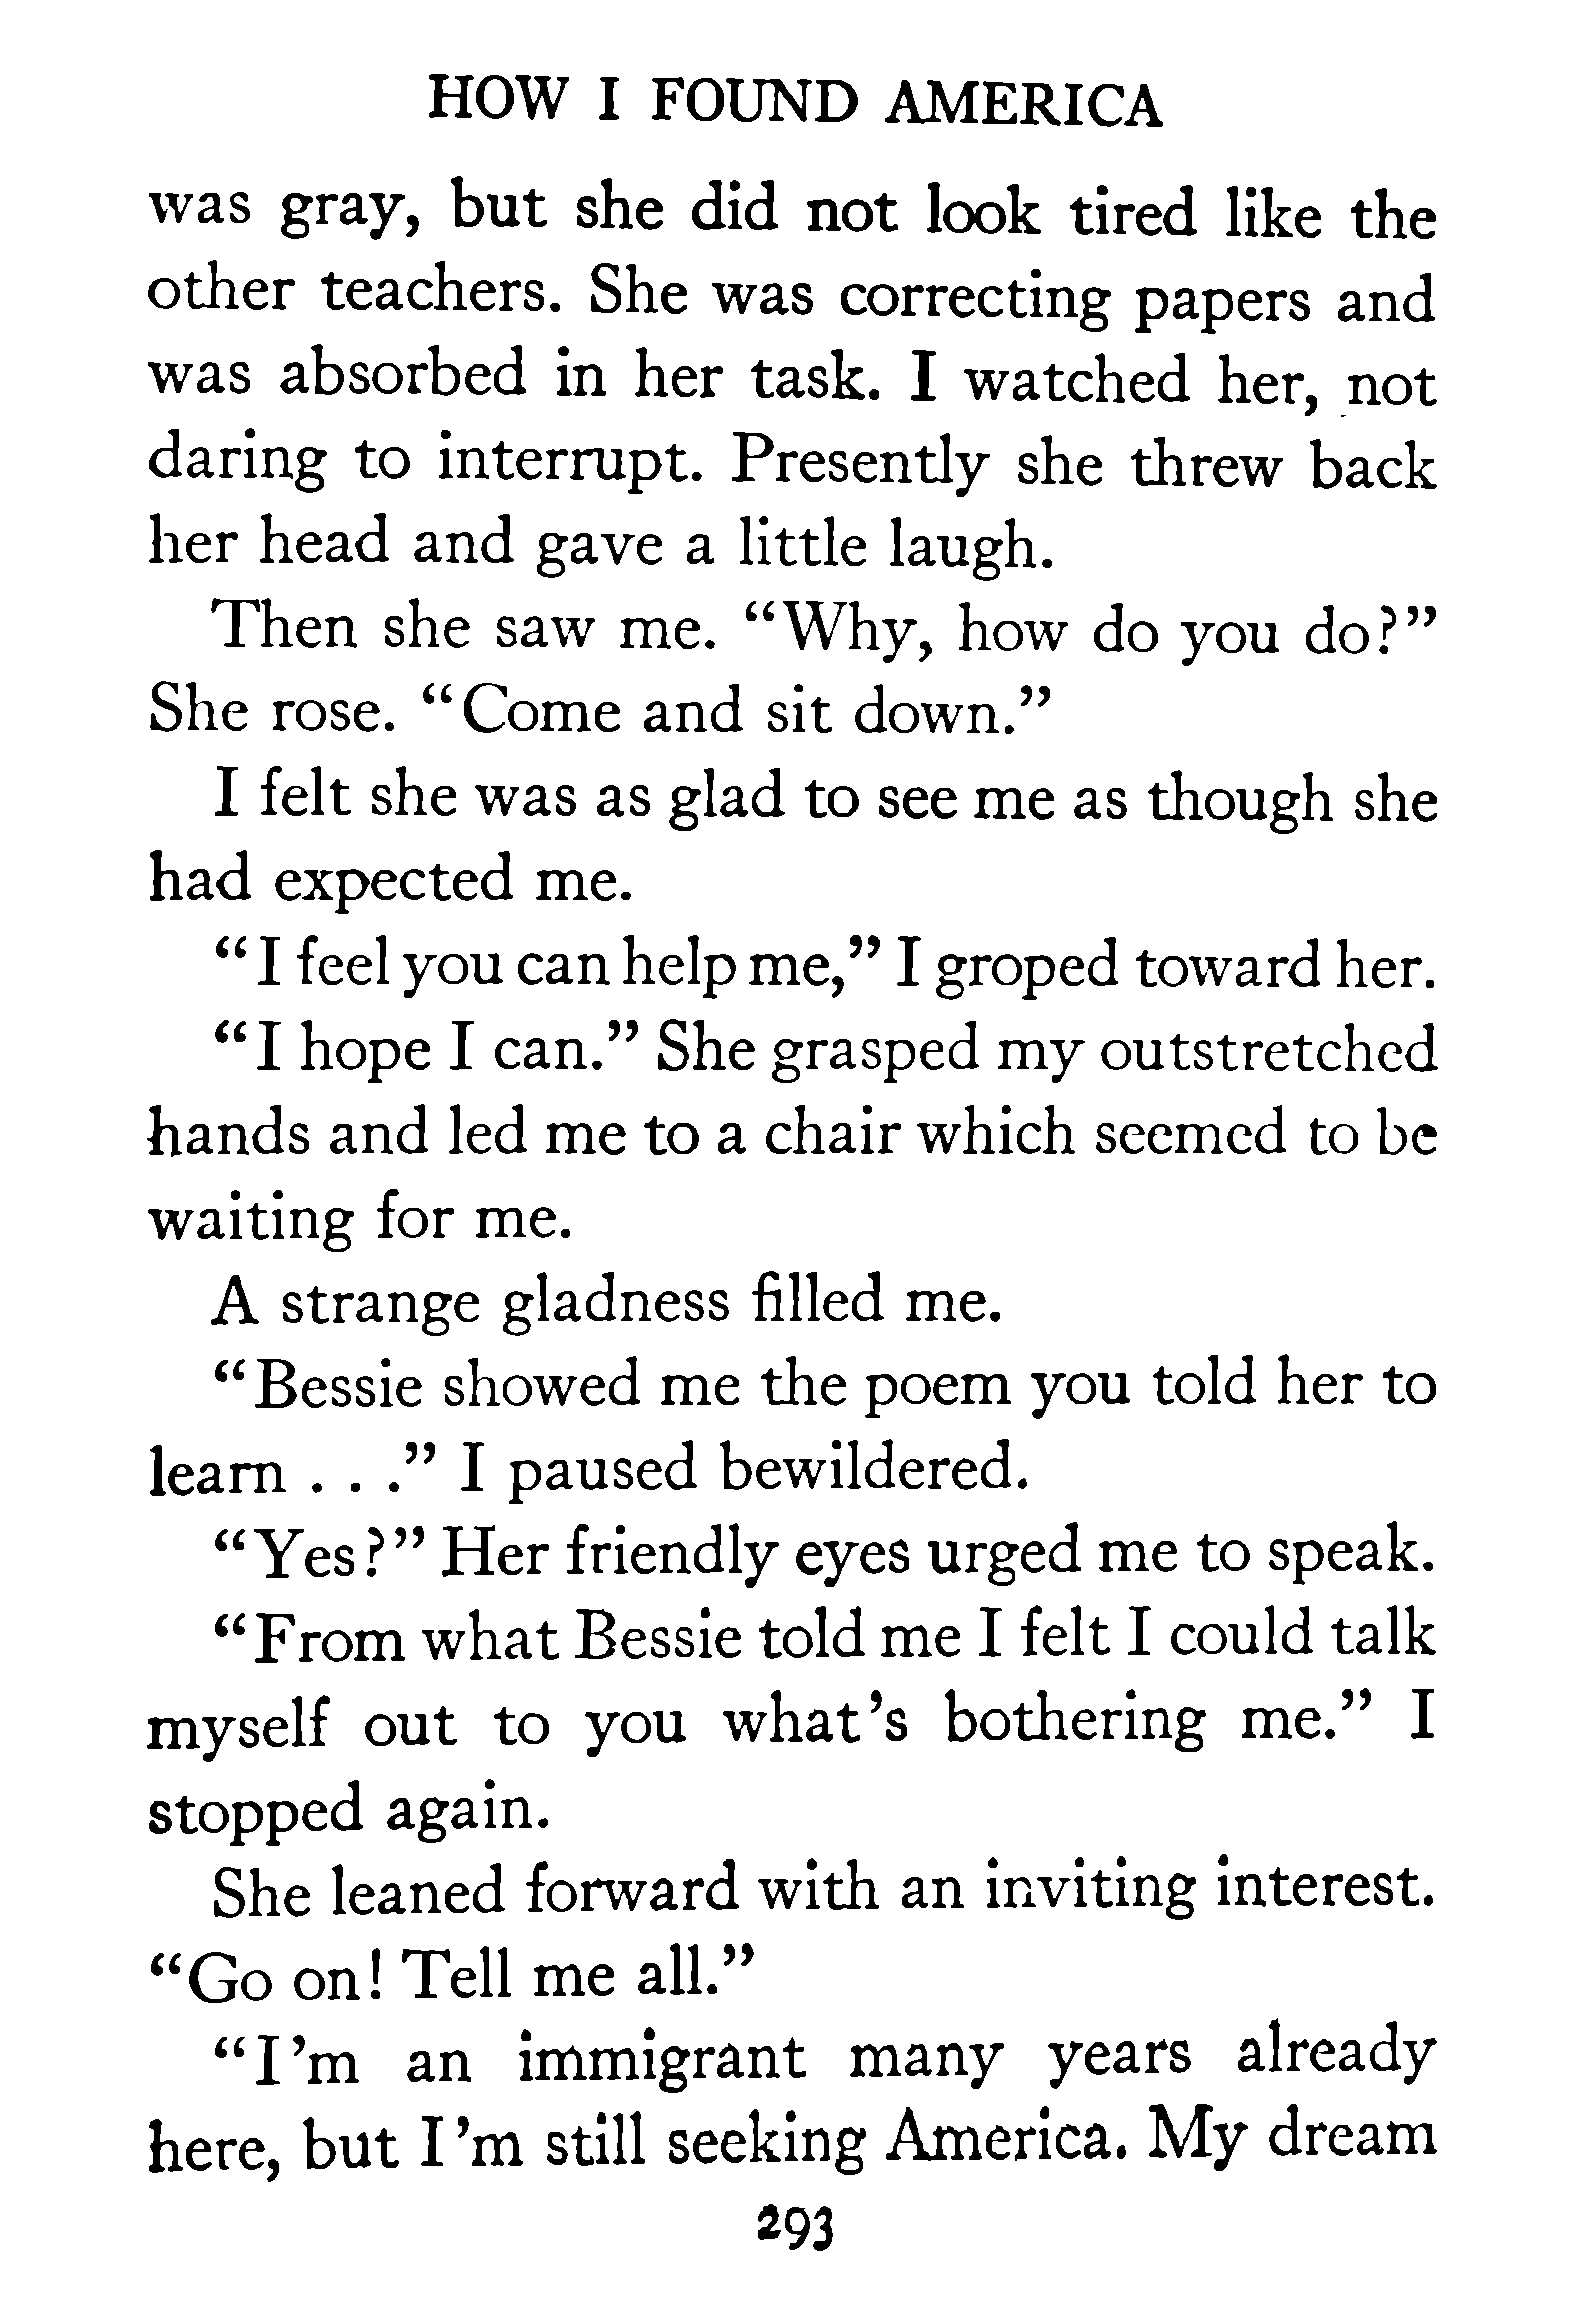 HOW I FOUND AMERICA
was gray, but she did not look tired like the
other teachers. She was correcting papers and
was absorbed in her task. I watched her, not
daring to interrupt. Presently she threw back
her head and gave a little laugh.
Then she saw me. “Why, how do you do?”
She rose. “Come and sit down.”
I felt she was as glad to see me as though she
had expected me.
“I feel you can help me,” I groped toward her.
“I hope I can.” She grasped my outstretched
hands and led me to a chair which seemed to be
waiting for me.
A strange gladness filled me.
“Bessie showed me the poem you told her to
learn . . .” I paused bewildered.
“Yes?” Her friendly eyes urged me to speak.
“From what Bessie told me I felt I could talk
myself out to you what's bothering me.” I
stopped again.
She leaned forward with an inviting interest.
“Go on! Tell me all.”
“I'm an immigrant many years already
here, but I'm still seeking America. My dream
293